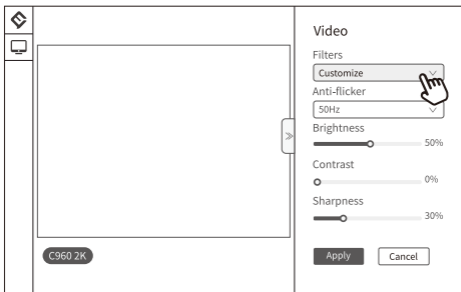 Video
Filters
Customize
Anti-flicker
50Hz
Brightness
50%
Contrast
0%
Sharpness
30%
C960 2K
Apply
Cancel